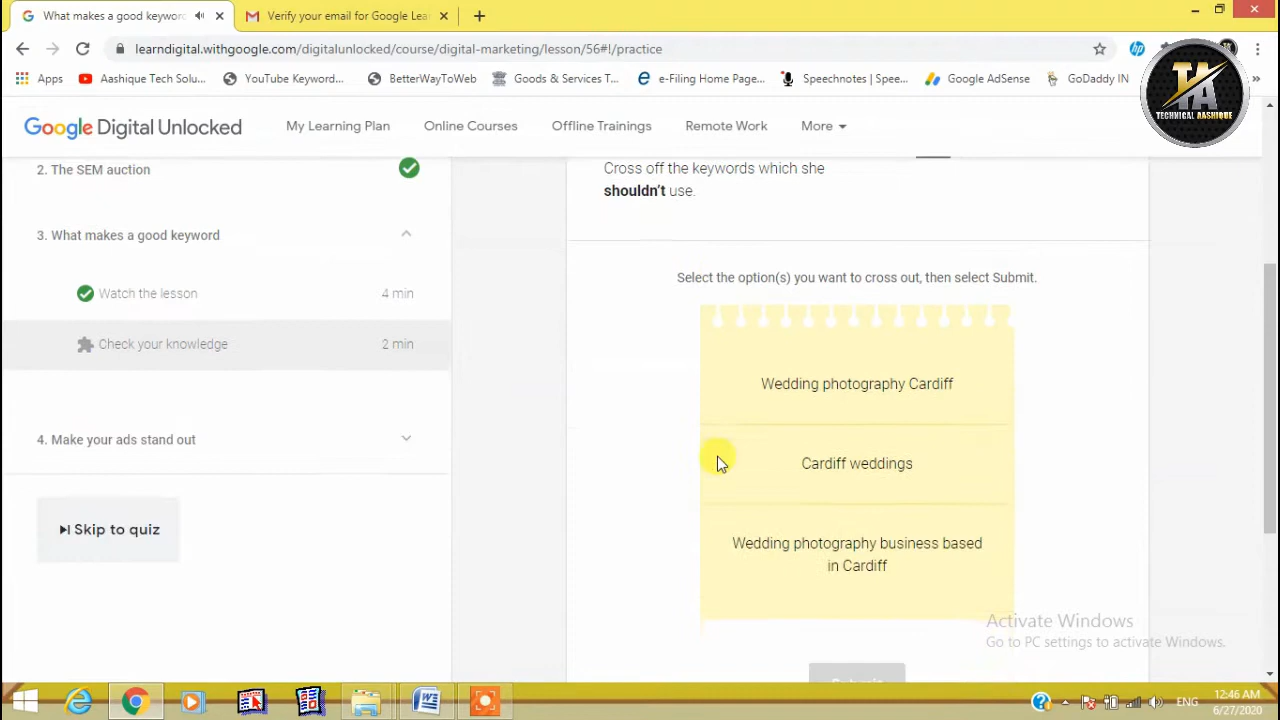 What makes a good keywor
Verify your email for Google Lea
learndigital.withgoogle.com/digitalunlocked/course/digital-marketing/lesson/56#!/practice
Apps
Aashique Tech Solu...
YouTube Keyword...
BetterWayToWeb
Goods & Services T...
e-Filing Home Page...
Speechnotes | Spee...
Google AdSense
GoDaddy IN
»
TA
TECHNICAL AASHIQUE
Google Digital Unlocked
My Learning Plan
Online Courses
Offline Trainings
Remote Work
More
2. The SEM auction
3. What makes a good keyword
Watch the lesson
4 min
Check your knowledge
2 min
4. Make your ads stand out
Skip to quiz
Cross off the keywords which she
shouldn't use.
Select the option(s) you want to cross out, then select Submit.
Wedding photography Cardiff
Cardiff weddings
Wedding photography business based
in Cardiff
Submit
Activate Windows
Go to PC settings to activate Windows.
ENG
12:46 AM
6/27/2020